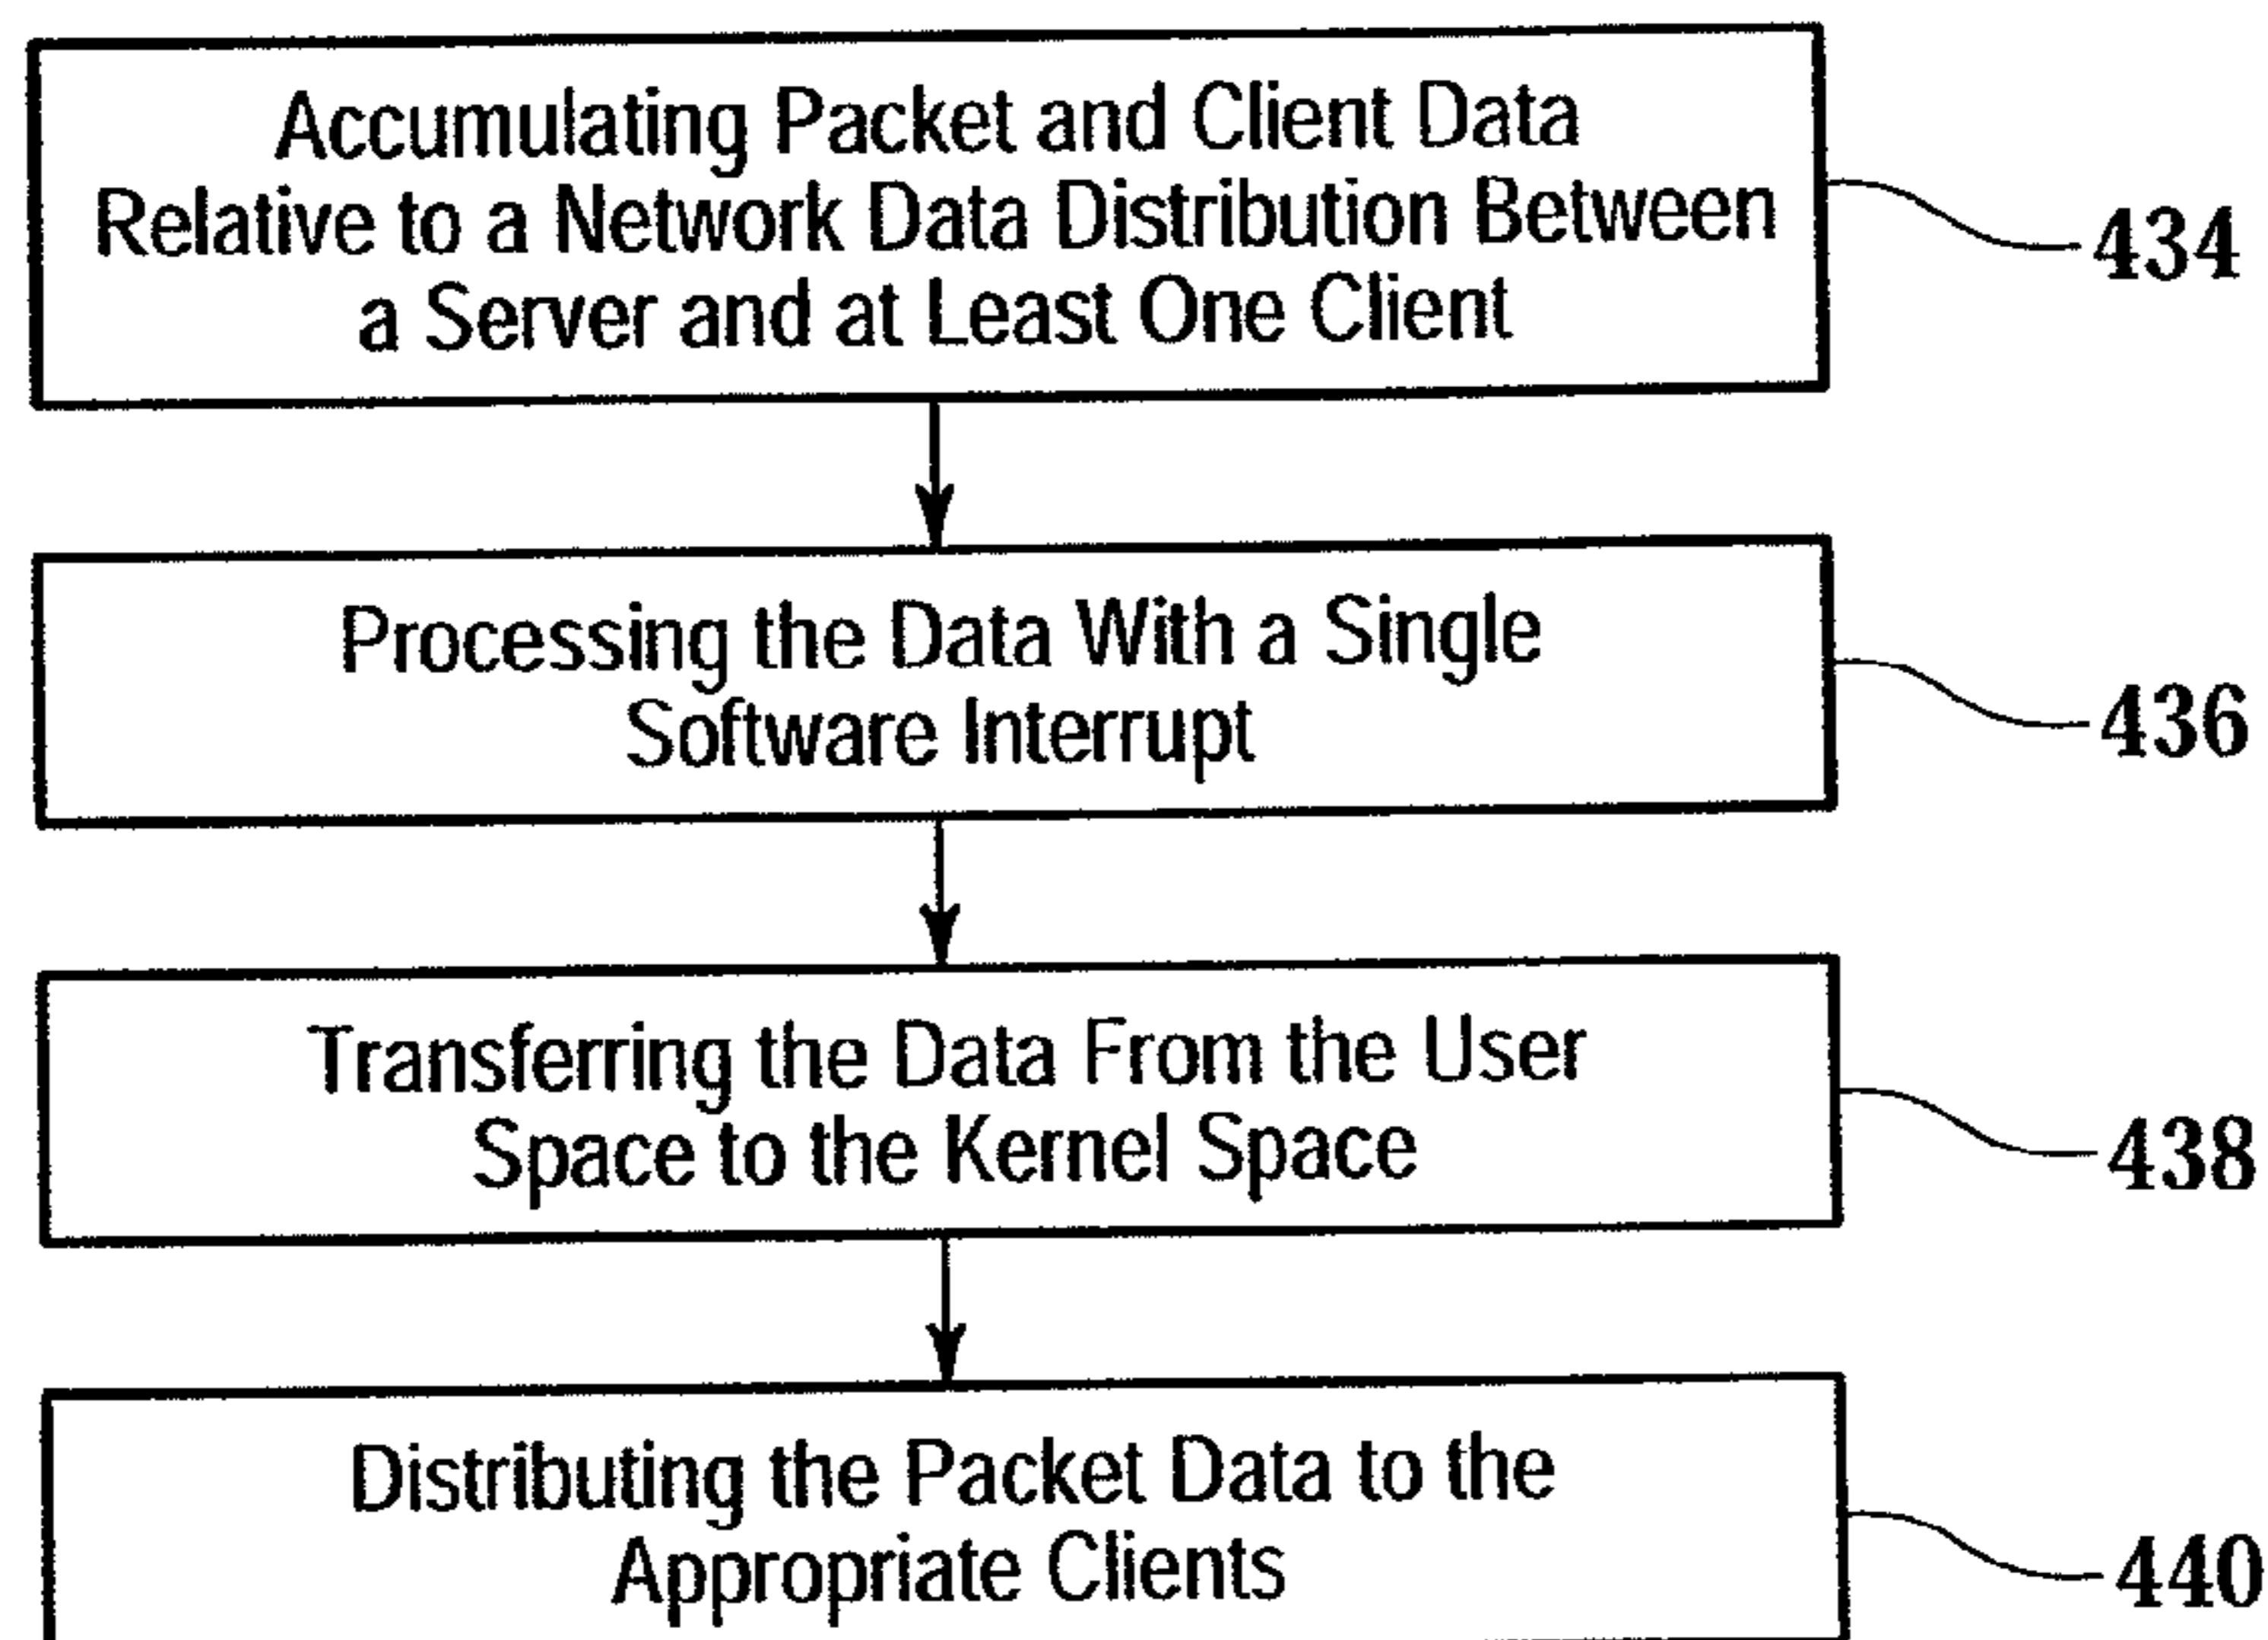 Accumulating Packet and Client Data
Relative to a Network Data Distribution Between
a Server and at Least One Client
434
Processing the Data With a Single
Software Interrupt
436
Transferring the Data From the User
Space to the Kernel Space
438
Distributing the Packet Data to the
Appropriate Clients
440